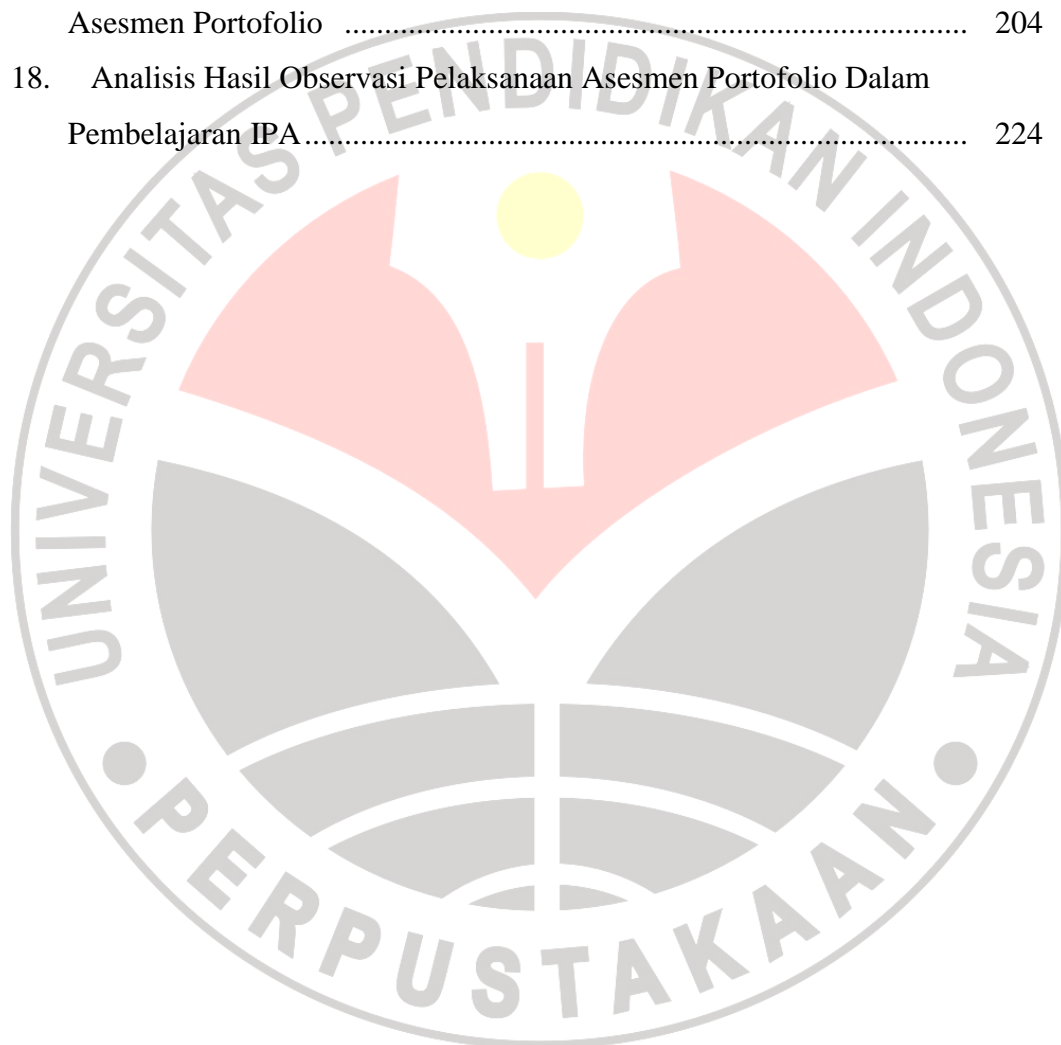 Asesmen Portofolio ........................................................................ 204
18. Analisis Hasil Observasi Pelaksanaan Asesmen Portofolio Dalam
Pembelajaran IPA............................................................................. 224
UNIVERSITAS PENDIDIKAN INDONESIA
PERPUSTAKAAN